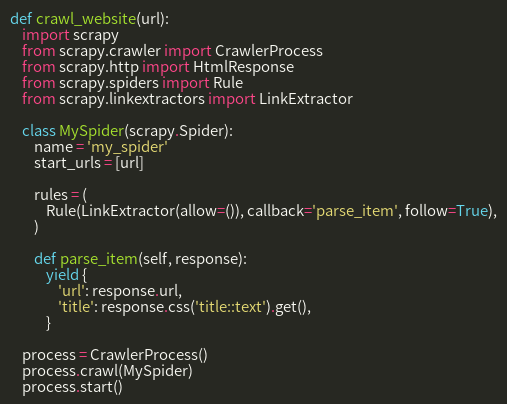 def crawl_website(url):
    import scrapy
    from scrapy.crawler import CrawlerProcess
    from scrapy.http import HtmlResponse
    from scrapy.spiders import Rule
    from scrapy.linkextractors import LinkExtractor

    class MySpider(scrapy.Spider):
        name = 'my_spider'
        start_urls = [url]

        rules = (
            Rule(LinkExtractor(allow=()), callback='parse_item', follow=True),
        )

        def parse_item(self, response):
            yield {
                'url': response.url,
                'title': response.css('title::text').get(),
            }

    process = CrawlerProcess()
    process.crawl(MySpider)
    process.start()